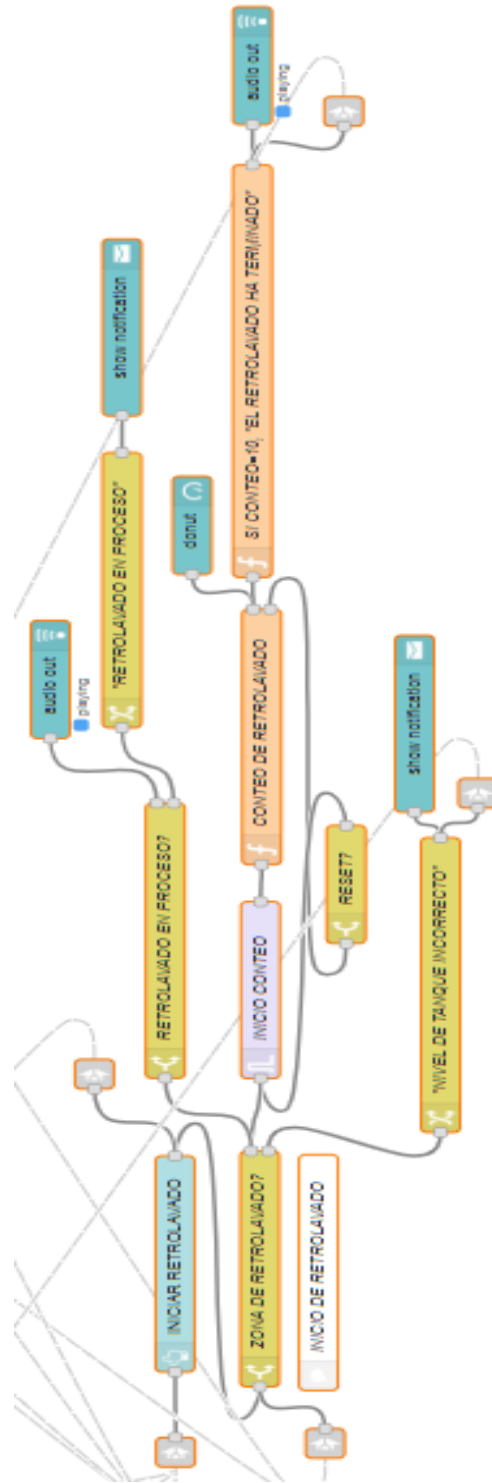 audio out
playing
show notification
SI CONTEO=10, "EL RETROLAVADO HA TERMINADO"
"RETROLAVADO EN PROCESO"
donut
audio out
playing
CONTEO DE RETROLAVADO
show notification
RETROLAVADO EN PROCESO?
RESET?
"NIVEL DE TANQUE INCORRECTO"
INICIO CONTEO
INICIAR RETROLAVADO
ZONA DE RETROLAVADO?
INICIO DE RETROLAVADO